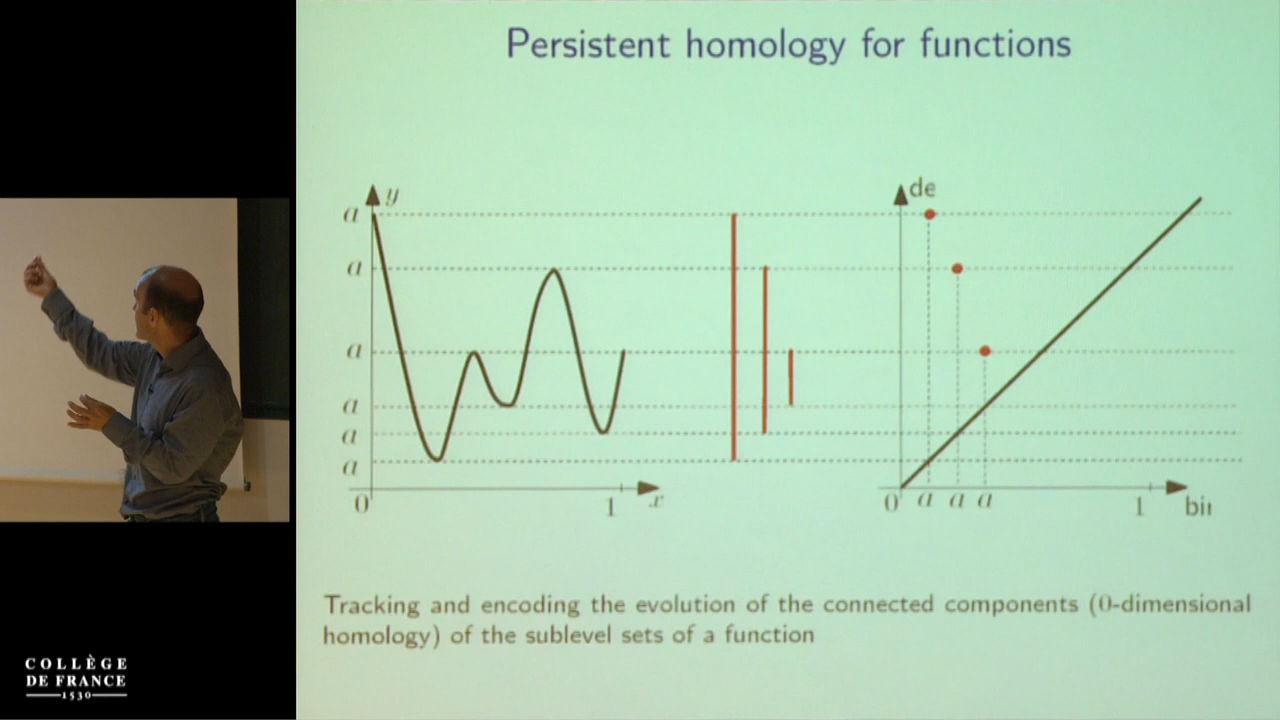 Persistent homology for functions
y
a
a
a
a
a
a
0
1
x
de
0
a
a
a
1
bir
Tracking and encoding the evolution of the connected components (0-dimensional
homology) of the sublevel sets of a function
COLLÈGE
DE FRANCE
1530